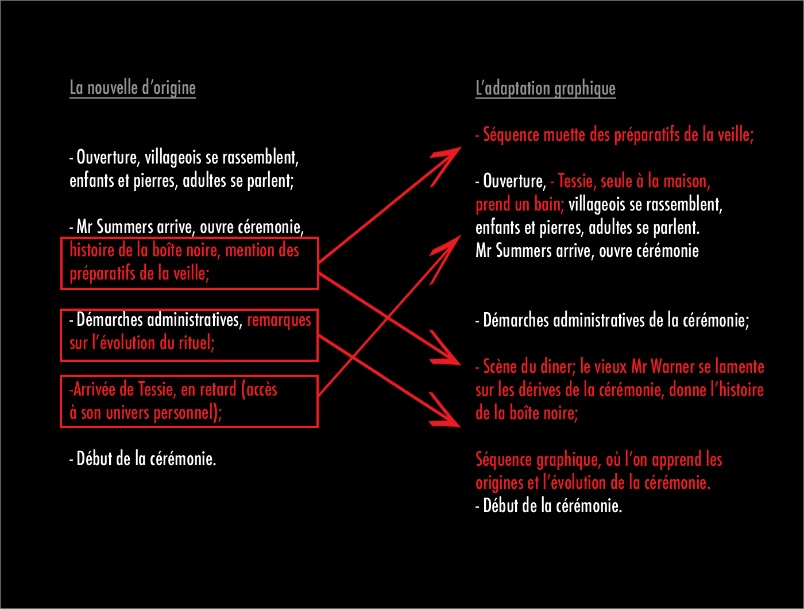 La nouvelle d’origine
- Ouverture, villageois se rassemblent,
enfants et pierres, adultes se parlent;
- Mr Summers arrive, ouvre céremonie,
histoire de la boîte noire, mention des
préparatifs de la veille;
- Démarches administratives, remarques
sur l’évolution du rituel;
-Arrivée de Tessie, en retard (accès
à son univers personnel);
- Début de la cérémonie.
L’adaptation graphique
- Séquence muette des préparatifs de la veille;
- Ouverture, - Tessie, seule à la maison,
prend un bain; villageois se rassemblent,
enfants et pierres, adultes se parlent.
Mr Summers arrive, ouvre cérémonie
- Démarches administratives de la cérémonie;
- Scène du diner; le vieux Mr Warner se lamente
sur les dérives de la cérémonie, donne l’histoire
de la boîte noire;
Séquence graphique, où l’on apprend les
origines et l’évolution de la cérémonie.
- Début de la cérémonie.